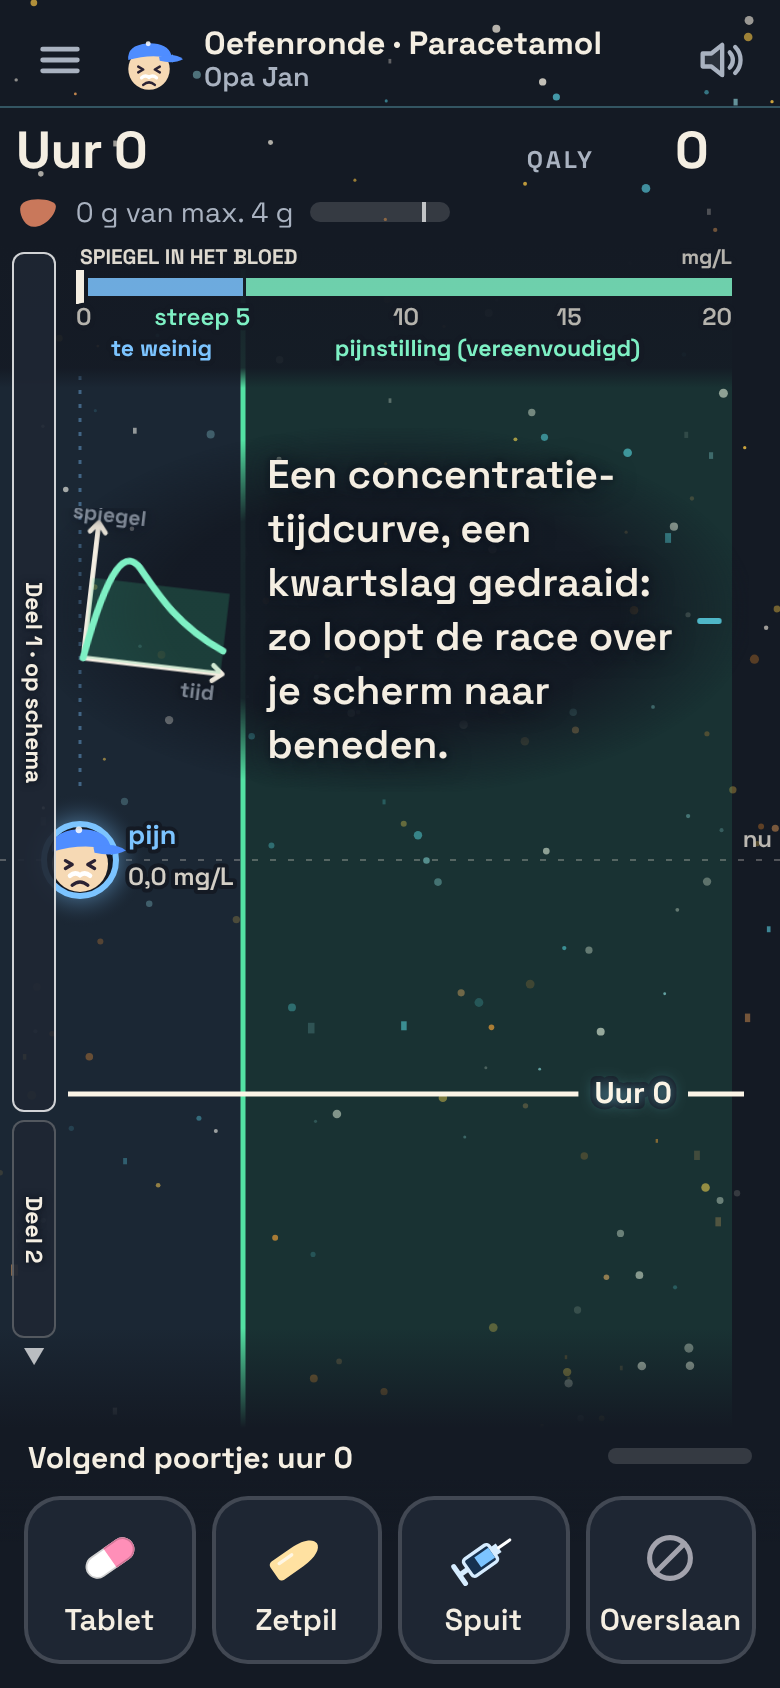 Oefenronde · Paracetamol
Opa Jan
Uur 0
QALY 0
0 g van max. 4 g
SPIEGEL IN HET BLOED mg/L
0 streep 5 10 15 20
te weinig pijnstilling (vereenvoudigd)
Een concentratie-
tijdcurve, een
kwartslag gedraaid:
zo loopt de race over
je scherm naar
beneden.
spiegel
tijd
Deel 1 · op schema
pijn
0,0 mg/L
nu
Uur 0
Deel 2
Volgend poortje: uur 0
Tablet
Zetpil
Spuit
Overslaan